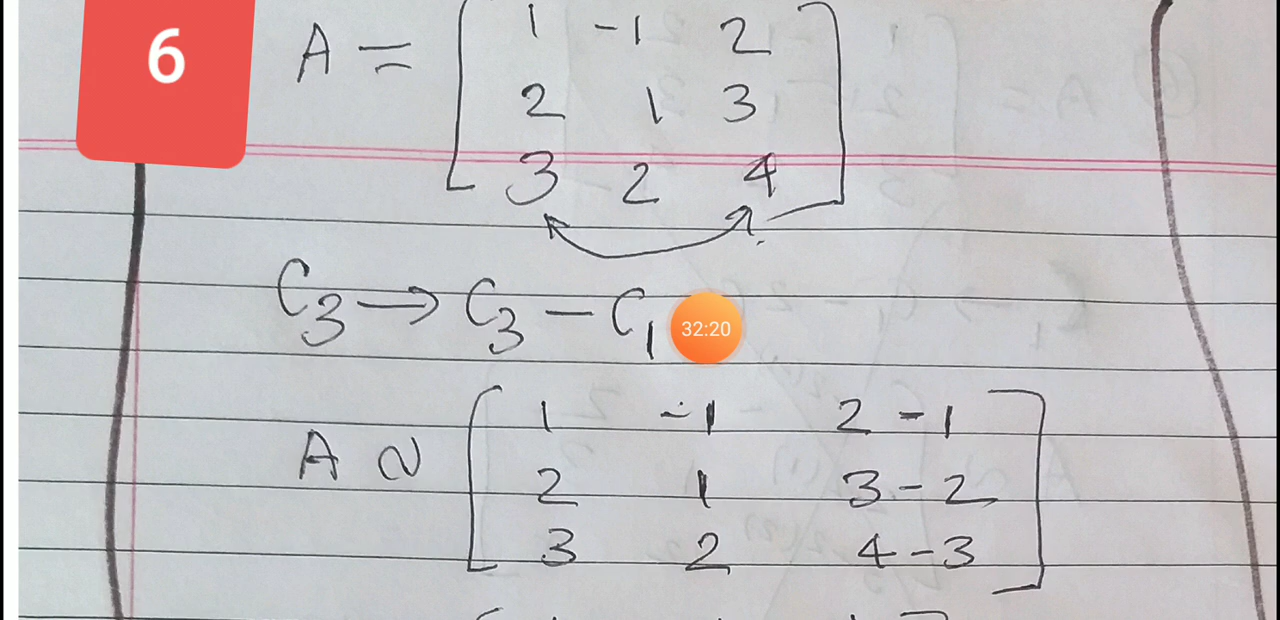 6
A = [ 1 -1 2
2 1 3
3 2 4 ]
C3 → C3 - C1
32:20
A ~ [ 1 -1 2 - 1
2 1 3 - 2
3 2 4 - 3 ]